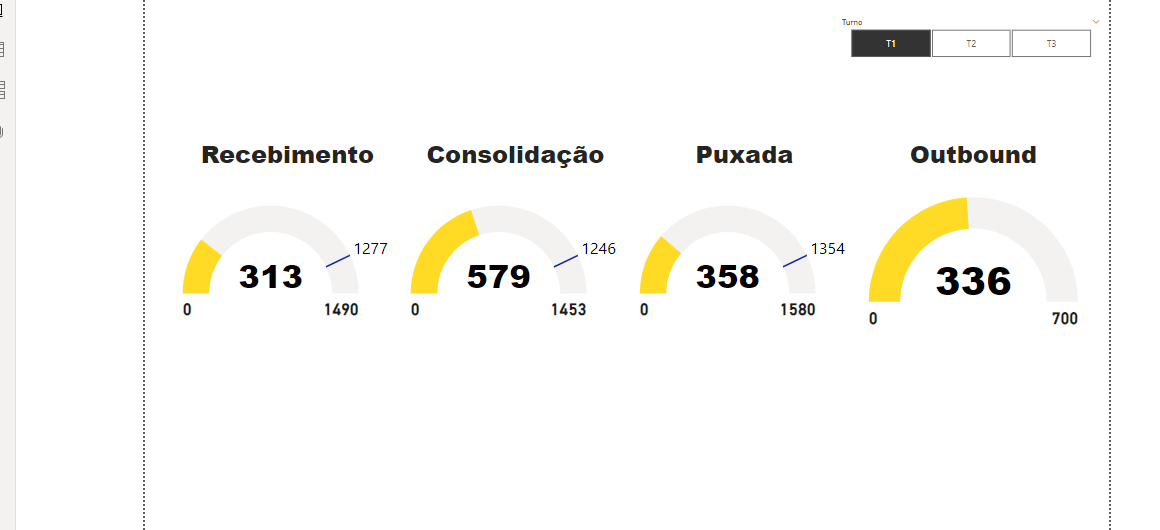 Turno
T1 T2 T3
Recebimento Consolidação Puxada Outbound
1277 1246 1354
313 579 358 336
0 1490 0 1453 0 1580 0 700